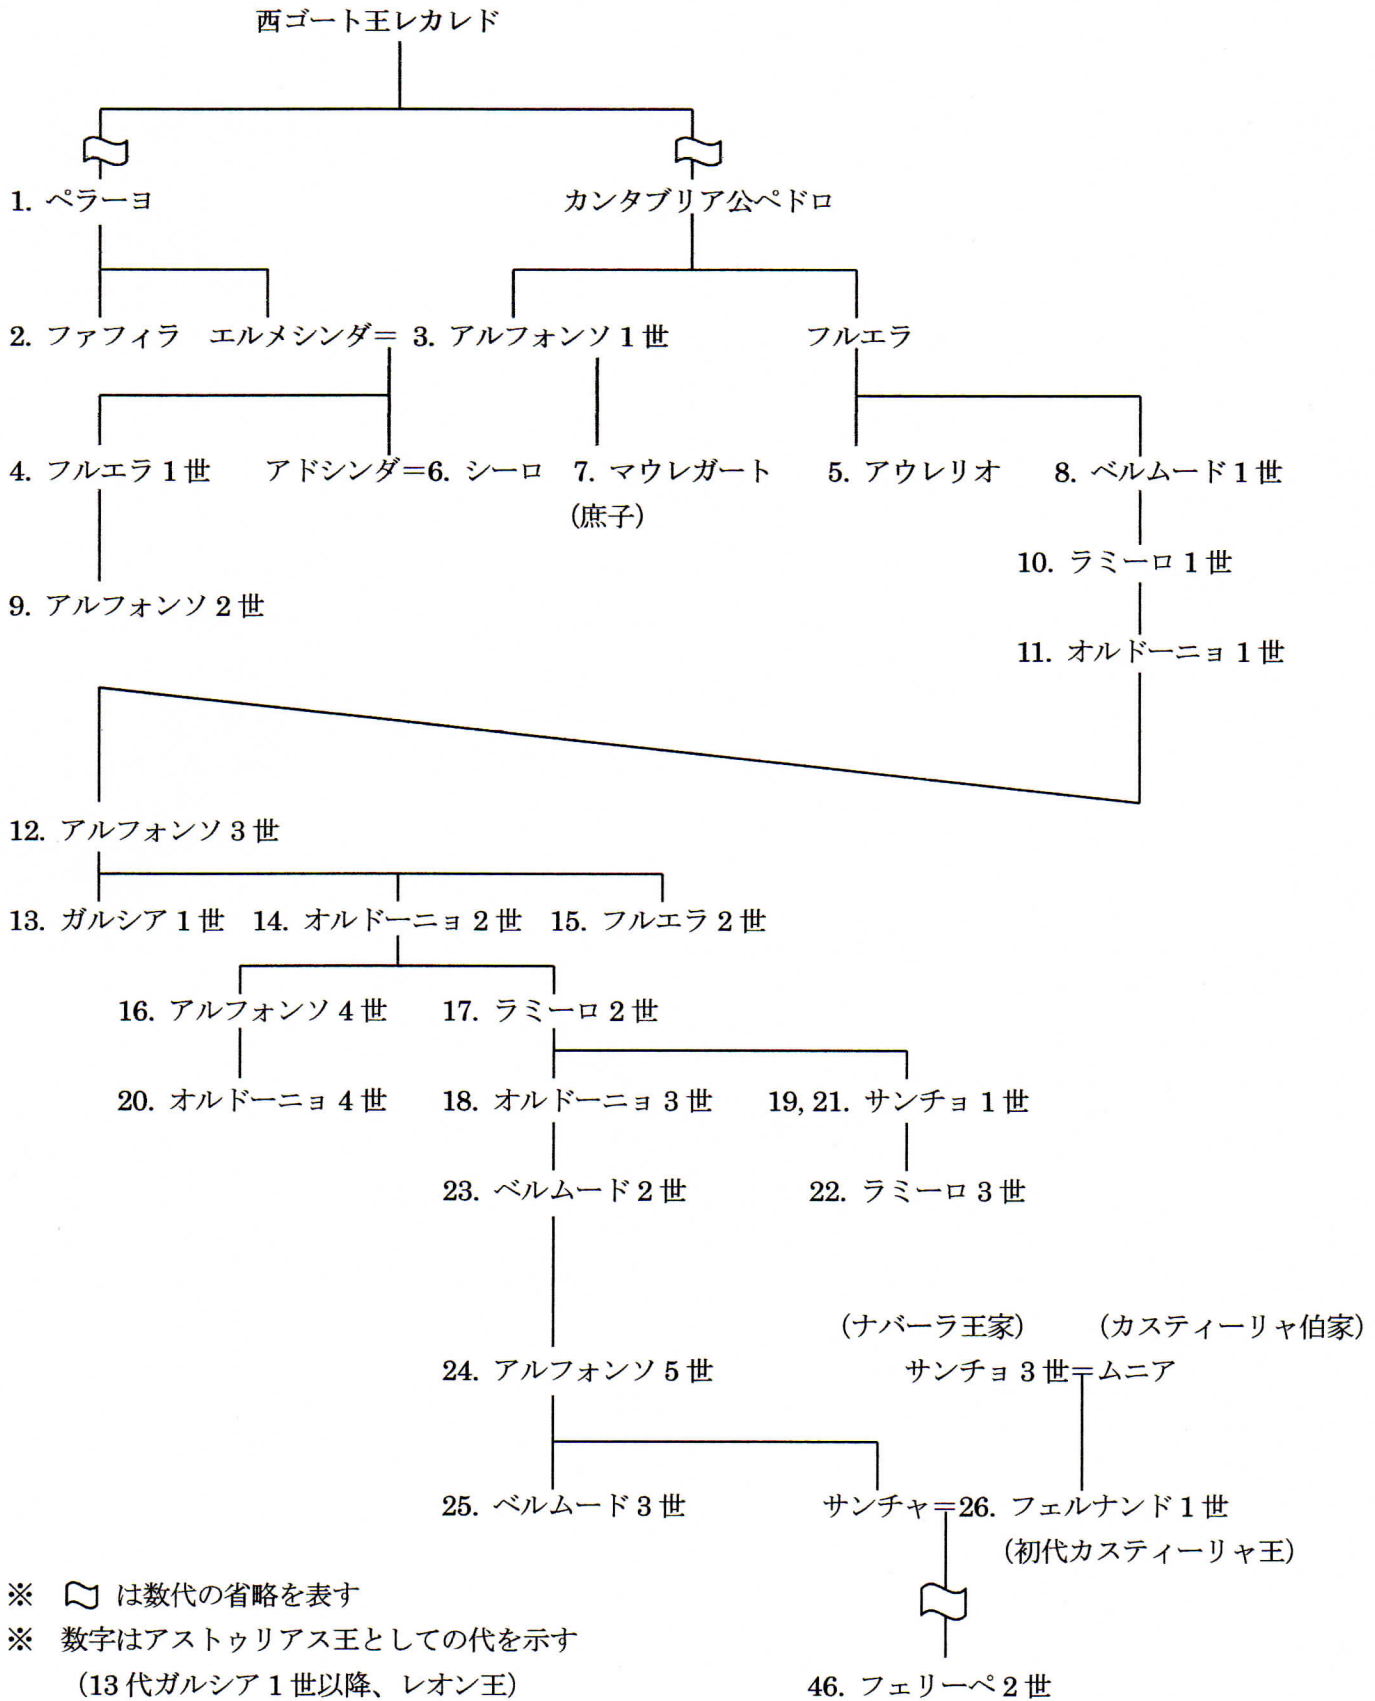 西ゴート王レカレド
1. ペラーヨ カンタブリア公ペドロ
2. ファフィラ エルメシンダ= 3. アルフォンソ 1 世 フルエラ
4. フルエラ 1 世 アドシンダ=6. シーロ 7. マウレガート 5. アウレリオ 8. ベルムード 1 世
(庶子)
10. ラミーロ 1 世
9. アルフォンソ 2 世
11. オルドーニョ 1 世
12. アルフォンソ 3 世
13. ガルシア 1 世 14. オルドーニョ 2 世 15. フルエラ 2 世
16. アルフォンソ 4 世 17. ラミーロ 2 世
20. オルドーニョ 4 世 18. オルドーニョ 3 世 19, 21. サンチョ 1 世
23. ベルムード 2 世 22. ラミーロ 3 世
(ナバーラ王家) (カスティーリャ伯家)
24. アルフォンソ 5 世 サンチョ 3 世=ムニア
25. ベルムード 3 世 サンチャ=26. フェルナンド 1 世
(初代カスティーリャ王)
※ は数代の省略を表す
※ 数字はアストゥリアス王としての代を示す
(13 代ガルシア 1 世以降、レオン王) 46. フェリーペ 2 世